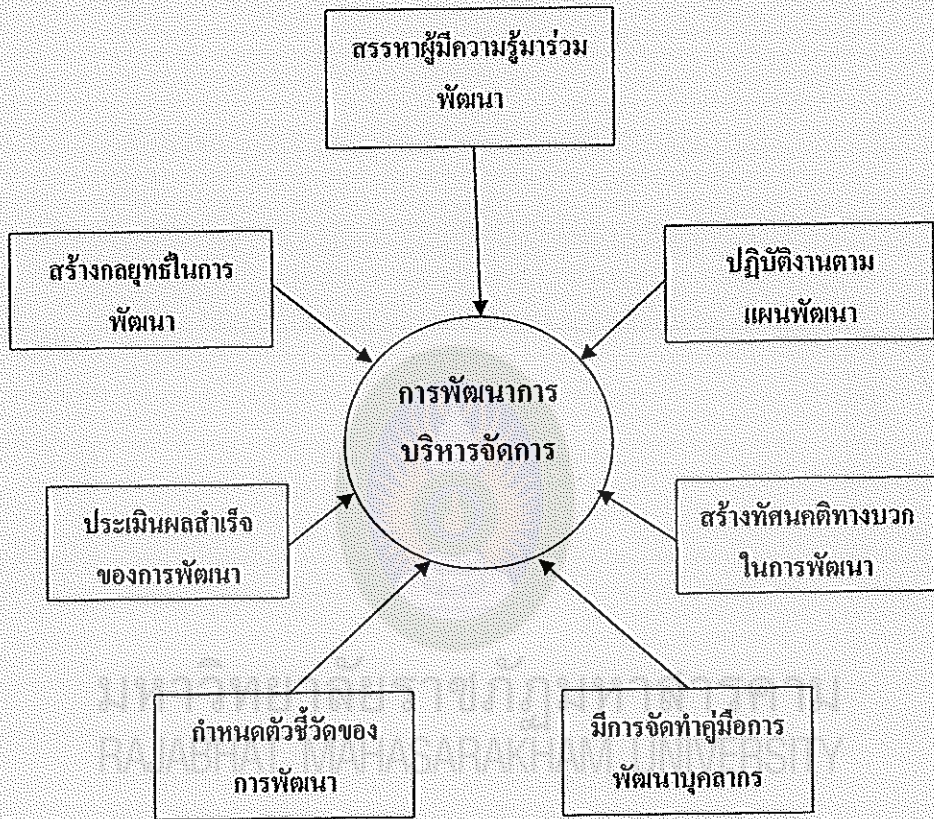 สรรหาผู้มีความรู้มาร่วม
พัฒนา
สร้างกลยุทธ์ในการ
พัฒนา
ปฏิบัติงานตาม
แผนพัฒนา
การพัฒนาการ
บริหารจัดการ
ประเมินผลสำเร็จ
ของการพัฒนา
สร้างทัศนคติทางบวก
ในการพัฒนา
กำหนดตัวชี้วัดของ
การพัฒนา
มีการจัดทำคู่มือการ
พัฒนาบุคลากร